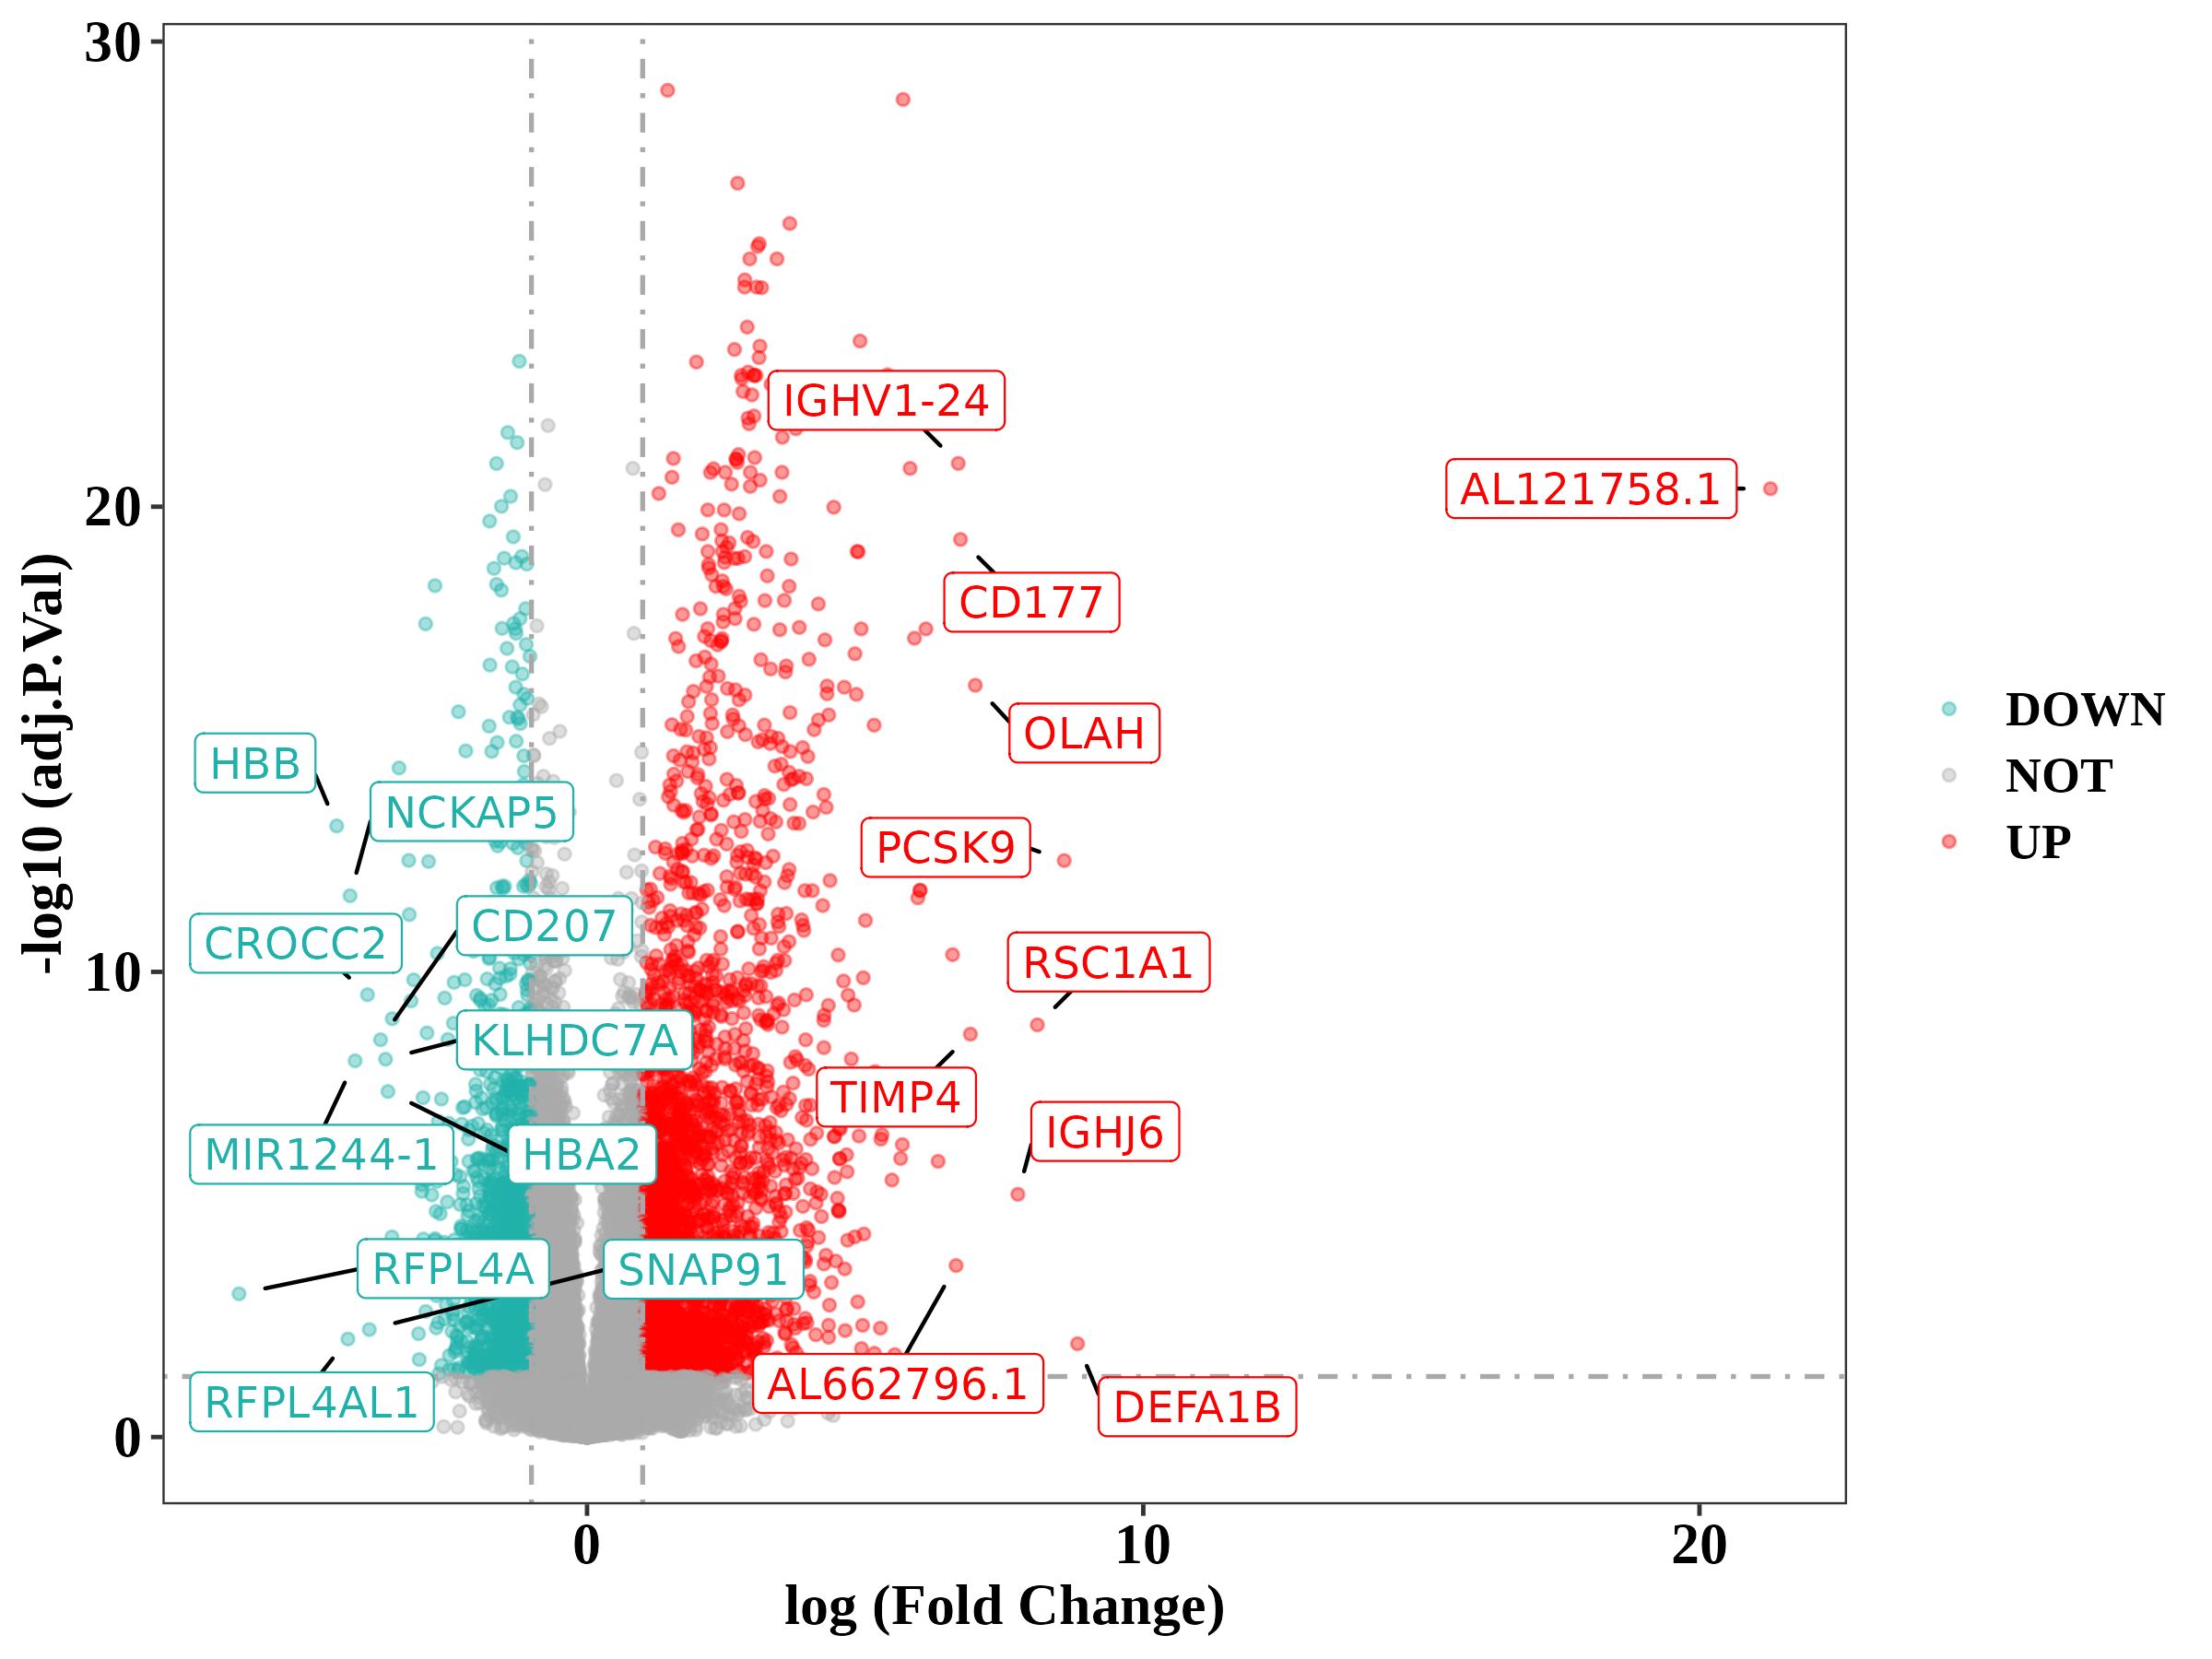 30
20
10
0
-log10 (adj.P.Val)
IGHV1-24
AL121758.1
CD177
OLAH
HBB
NCKAP5
PCSK9
CD207
CROCC2
RSC1A1
KLHDC7A
TIMP4
IGHJ6
MIR1244-1
HBA2
RFPL4A
SNAP91
AL662796.1
RFPL4AL1
DEFA1B
0
10
20
log (Fold Change)
DOWN
NOT
UP